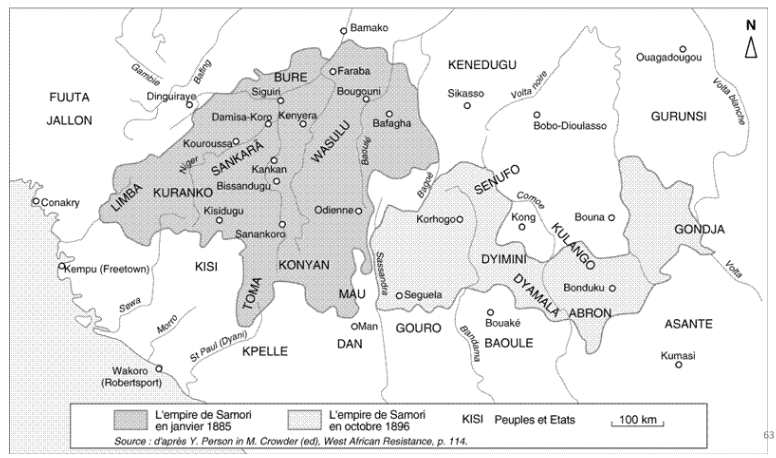 Bamako
N
Gambie
Bafing
BURE
Faraba
KENEDUGU
Ouagadougou
Siguiri
Bougouni
Sikasso
Volta noire
Volta blanche
FUUTA
JALLON
Dinguiraye
Damisa-Koro
Kenyera
Bafagha
Bobo-Dioulasso
GURUNSI
Kouroussa
Niger
SANKARA
WASULU
Baoulé
Kankan
Bagoé
SENUFO
LIMBA
KURANKO
Bissandugu
Comoe
Conakry
Kisidugu
Odienne
Korhogo
Kong
Bouna
GONDJA
Sanankoro
KULANGO
Kempu (Freetown)
KISI
KONYAN
Sassandra
DYIMINI
Volta
TOMA
MAU
Seguela
DYAMALA
Bonduku
Sewa
Morro
St Paul (Dyani)
Man
GOURO
Bandama
Bouaké
ABRON
ASANTE
KPELLE
DAN
BAOULE
Kumasi
Wakoro
(Robertsport)
L'empire de Samori
en janvier 1885
L'empire de Samori
en octobre 1896
KISI Peuples et Etats
100 km
Source : d'après Y. Person in M. Crowder (ed), West African Resistance, p. 114.
63